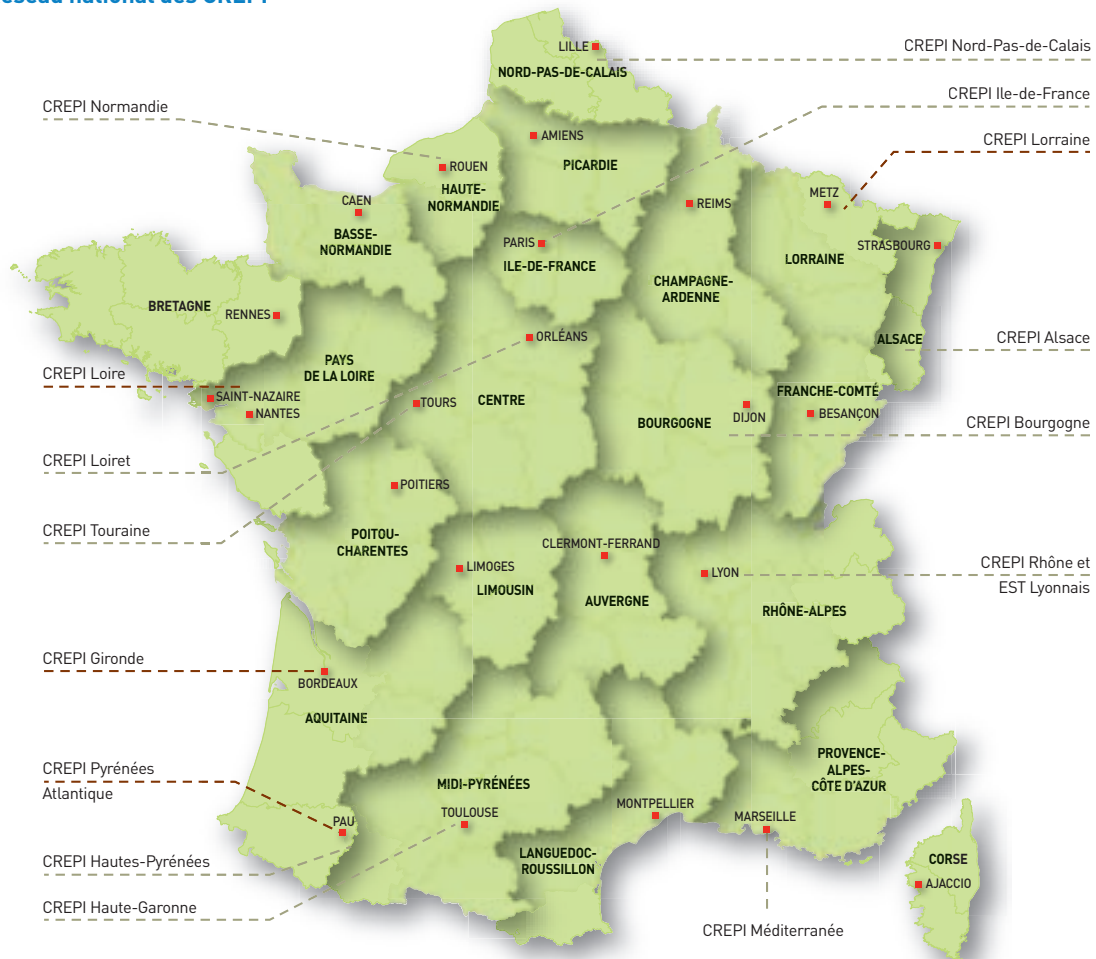 réseau national des CREPI
LILLE
CREPI Nord-Pas-de-Calais
NORD-PAS-DE-CALAIS
CREPI Ile-de-France
CREPI Normandie
AMIENS
CREPI Lorraine
PICARDIE
ROUEN
HAUTE-
NORMANDIE
METZ
CAEN
REIMS
BASSE-
NORMANDIE
PARIS
STRASBOURG
ILE-DE-FRANCE
LORRAINE
CHAMPAGNE-
ARDENNE
BRETAGNE
RENNES
ORLÉANS
ALSACE
CREPI Alsace
PAYS
DE LA LOIRE
CREPI Loire
SAINT-NAZAIRE
NANTES
TOURS
CENTRE
FRANCHE-COMTÉ
BESANÇON
DIJON
BOURGOGNE
CREPI Bourgogne
CREPI Loiret
POITIERS
CREPI Touraine
POITOU-
CHARENTES
CLERMONT-FERRAND
LIMOGES
LIMOUSIN
AUVERGNE
LYON
CREPI Rhône et
EST Lyonnais
RHÔNE-ALPES
CREPI Gironde
BORDEAUX
AQUITAINE
PROVENCE-
ALPES-
CÔTE D'AZUR
CREPI Pyrénées
Atlantique
MIDI-PYRÉNÉES
MONTPELLIER
TOULOUSE
MARSEILLE
PAU
CREPI Hautes-Pyrénées
LANGUEDOC-
ROUSSILLON
CORSE
AJACCIO
CREPI Haute-Garonne
CREPI Méditerranée